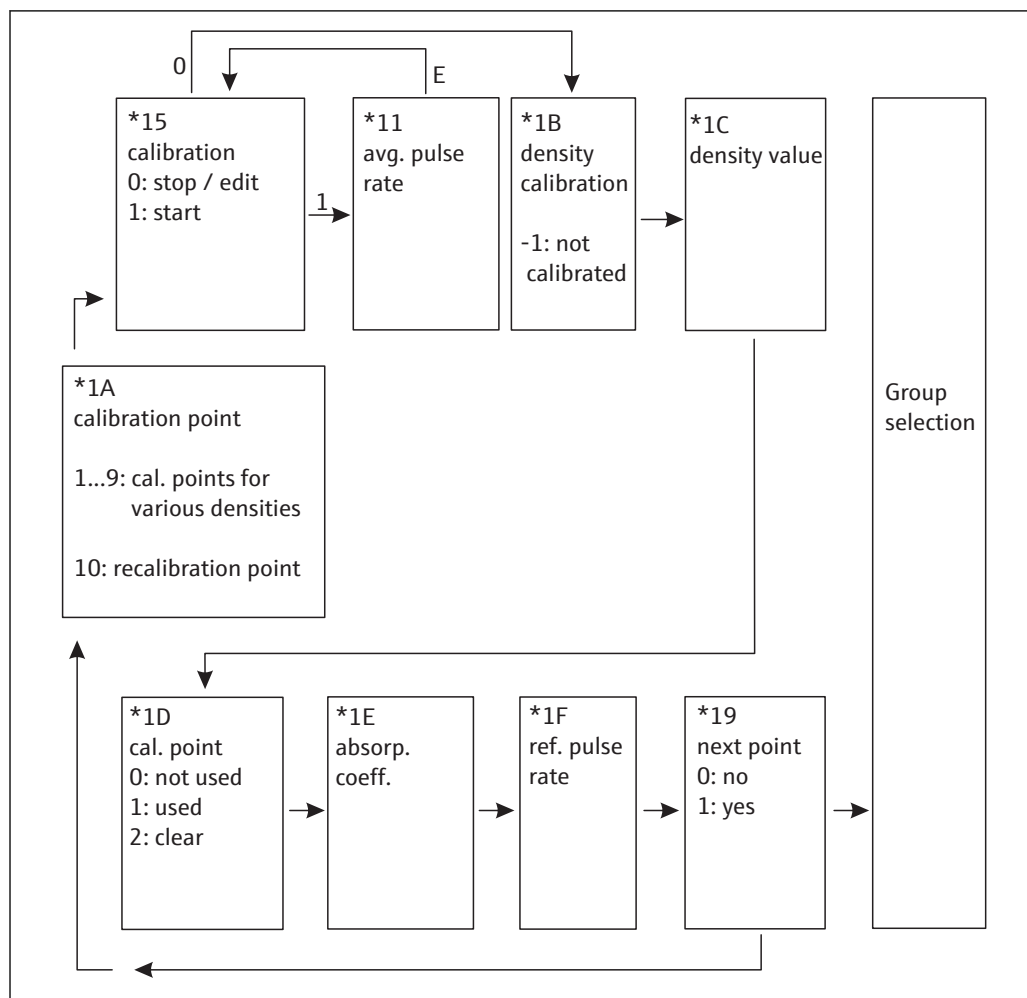 0
E
*15
calibration
0: stop / edit
1: start
1
*11
avg. pulse
rate
*1B
density
calibration
-1: not
calibrated
*1C
density value
Group
selection
*1A
calibration point
1...9: cal. points for
various densities
10: recalibration point
*1D
cal. point
0: not used
1: used
2: clear
*1E
absorp.
coeff.
*1F
ref. pulse
rate
*19
next point
0: no
1: yes